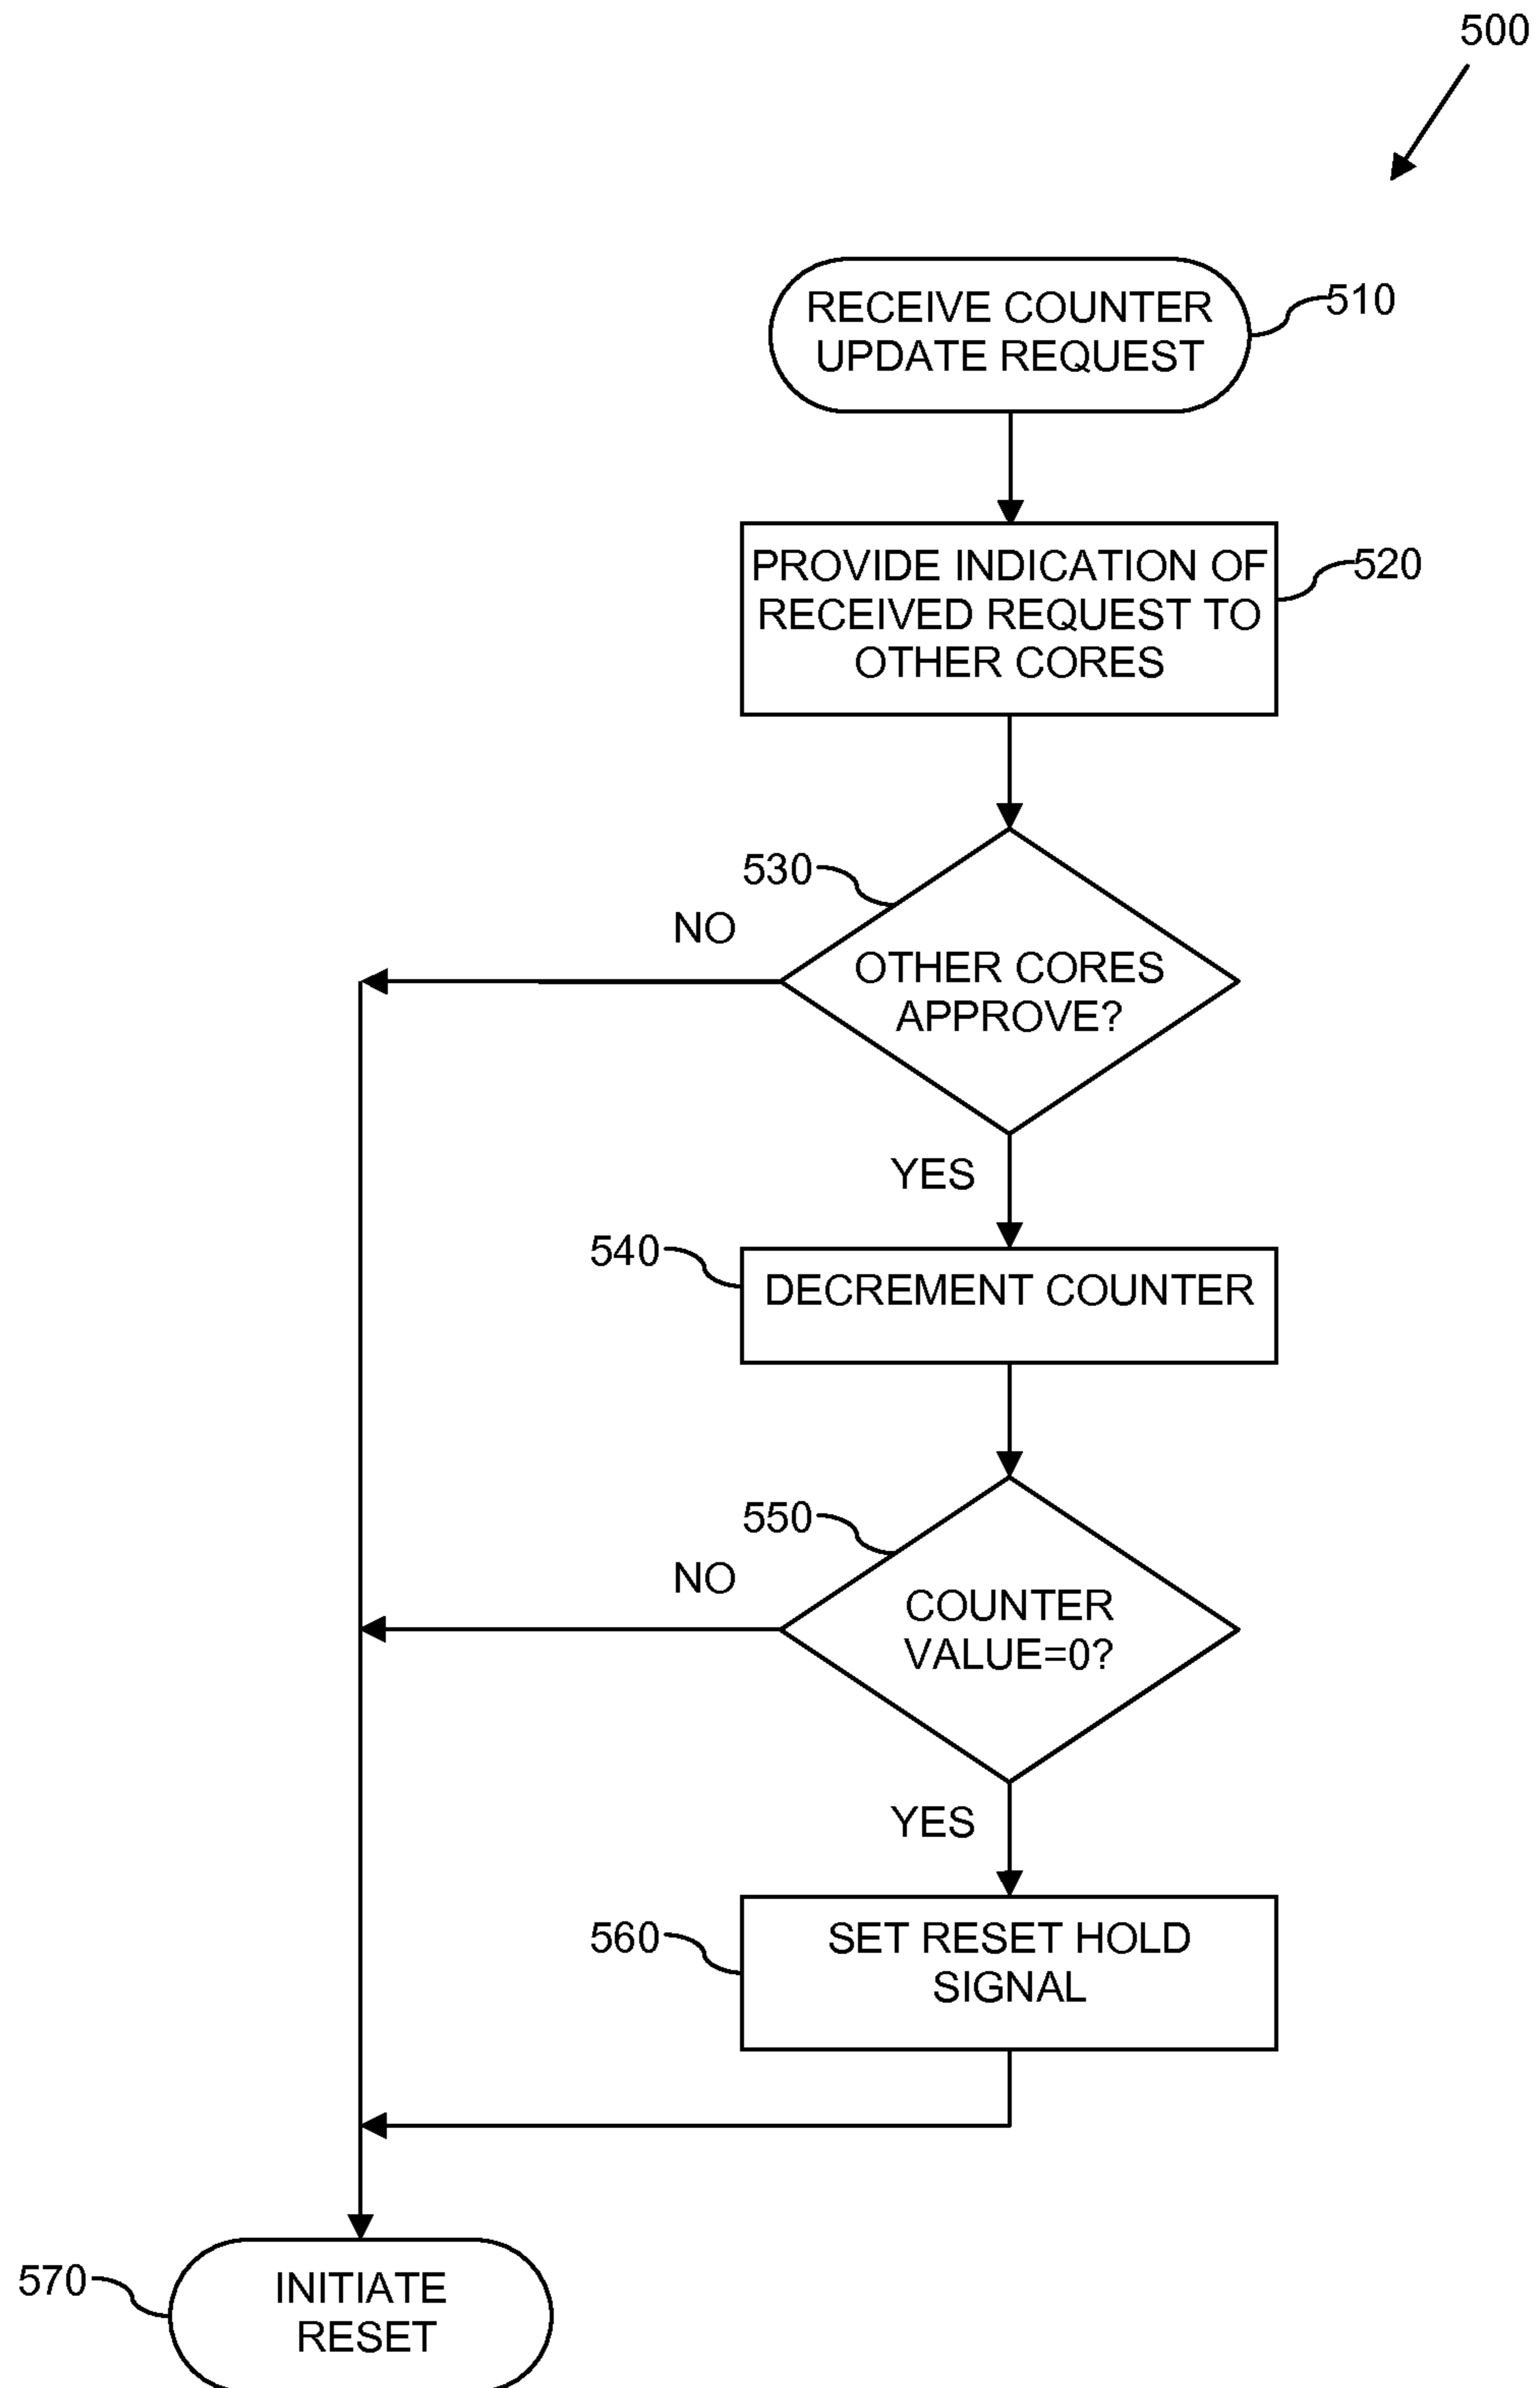 500
RECEIVE COUNTER
UPDATE REQUEST
510
PROVIDE INDICATION OF
RECEIVED REQUEST TO
OTHER CORES
520
530
NO
OTHER CORES
APPROVE?
YES
540
DECREMENT COUNTER
550
NO
COUNTER
VALUE=0?
YES
560
SET RESET HOLD
SIGNAL
570
INITIATE
RESET